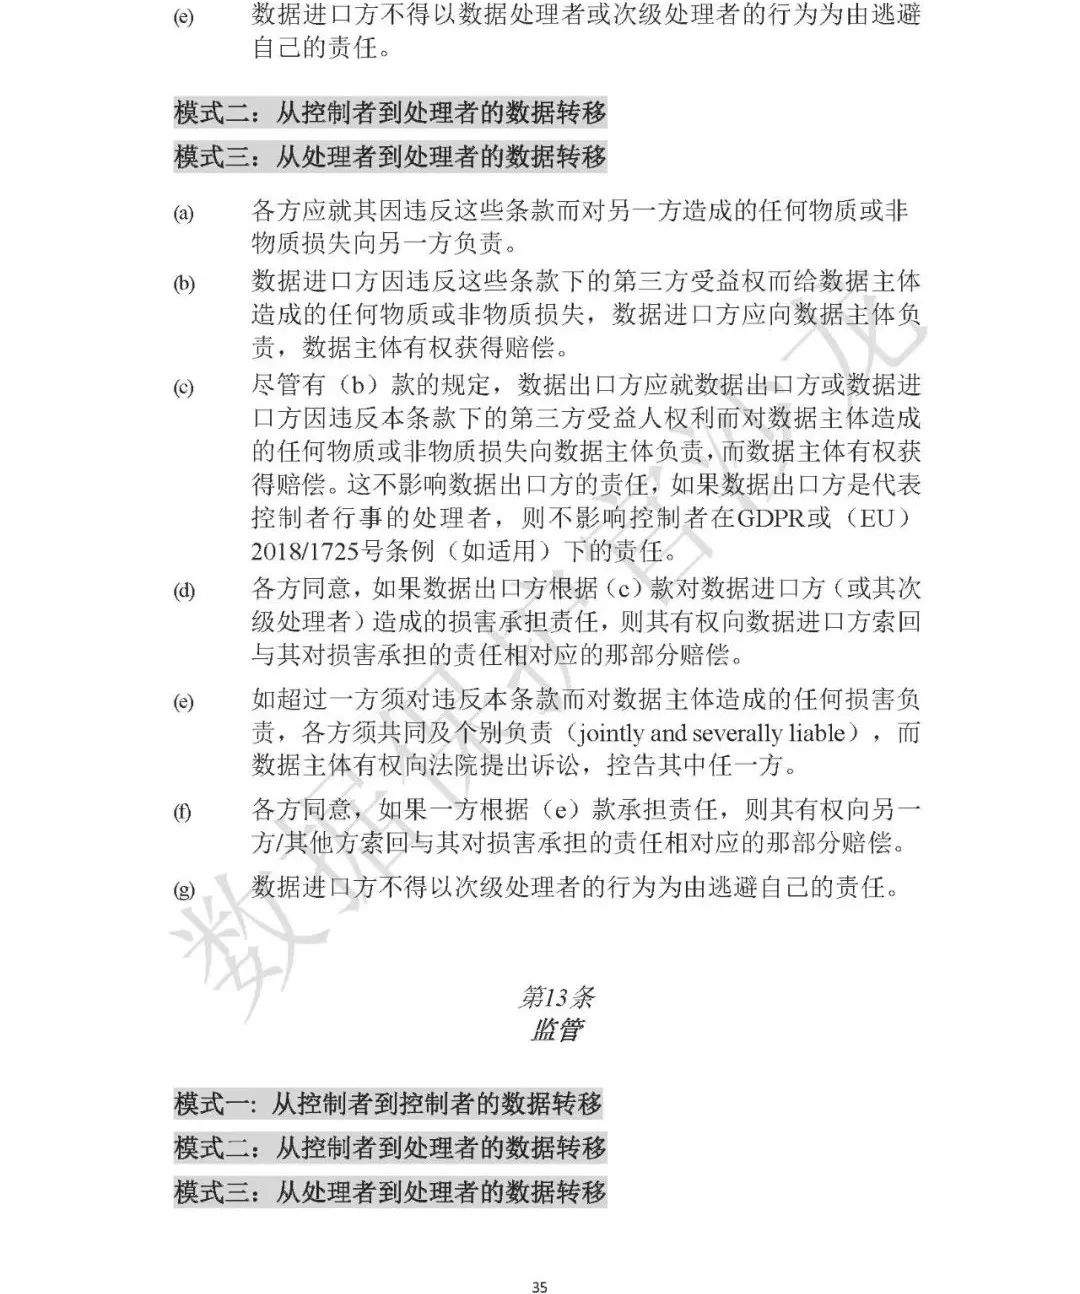 (e) 数据进口方不得以数据处理者或次级处理者的行为为由逃避
自己的责任。
模式二：从控制者到处理者的数据转移
模式三：从处理者到处理者的数据转移
(a) 各方应就其因违反这些条款而对另一方造成的任何物质或非
物质损失向另一方负责。
(b) 数据进口方因违反这些条款下的第三方受益权而给数据主体
造成的任何物质或非物质损失，数据进口方应向数据主体负
责，数据主体有权获得赔偿。
(c) 尽管有（b）款的规定，数据出口方应就数据出口方或数据进
口方因违反本条款下的第三方受益人权利而对数据主体造成
的任何物质或非物质损失向数据主体负责，而数据主体有权获
得赔偿。这不影响数据出口方的责任，如果数据出口方是代表
控制者行事的处理者，则不影响控制者在GDPR或（EU）
2018/1725号条例（如适用）下的责任。
(d) 各方同意，如果数据出口方根据（c）款对数据进口方（或其次
级处理者）造成的损害承担责任，则其有权向数据进口方索回
与其对损害承担的责任相对应的那部分赔偿。
(e) 如超过一方须对违反本条款而对数据主体造成的任何损害负
责，各方须共同及个别负责（jointly and severally liable），而
数据主体有权向法院提出诉讼，控告其中任一方。
(f) 各方同意，如果一方根据（e）款承担责任，则其有权向另一
方/其他方索回与其对损害承担的责任相对应的那部分赔偿。
(g) 数据进口方不得以次级处理者的行为为由逃避自己的责任。
数据保护官沙龙
第13条
监管
模式一：从控制者到控制者的数据转移
模式二：从控制者到处理者的数据转移
模式三：从处理者到处理者的数据转移
35